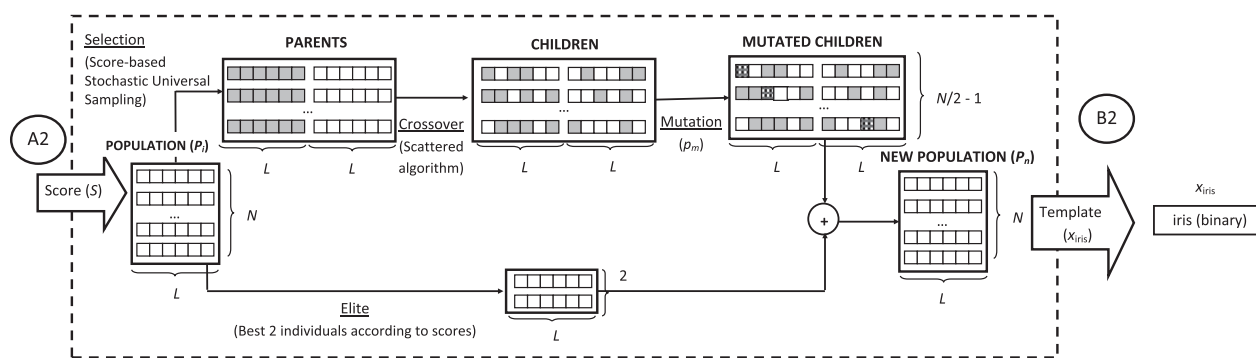 Selection
(Score-based
Stochastic Universal
Sampling)
PARENTS
CHILDREN
MUTATED CHILDREN
...
...
...
N/2 - 1
L
L
L
L
L
L
Crossover
(Scattered
algorithm)
Mutation
(pm)
A2
Score (S)
POPULATION (Pi)
...
N
L
Elite
(Best 2 individuals according to scores)
2
L
+
NEW POPULATION (Pn)
...
N
L
B2
Template
(xiris)
xiris
iris (binary)